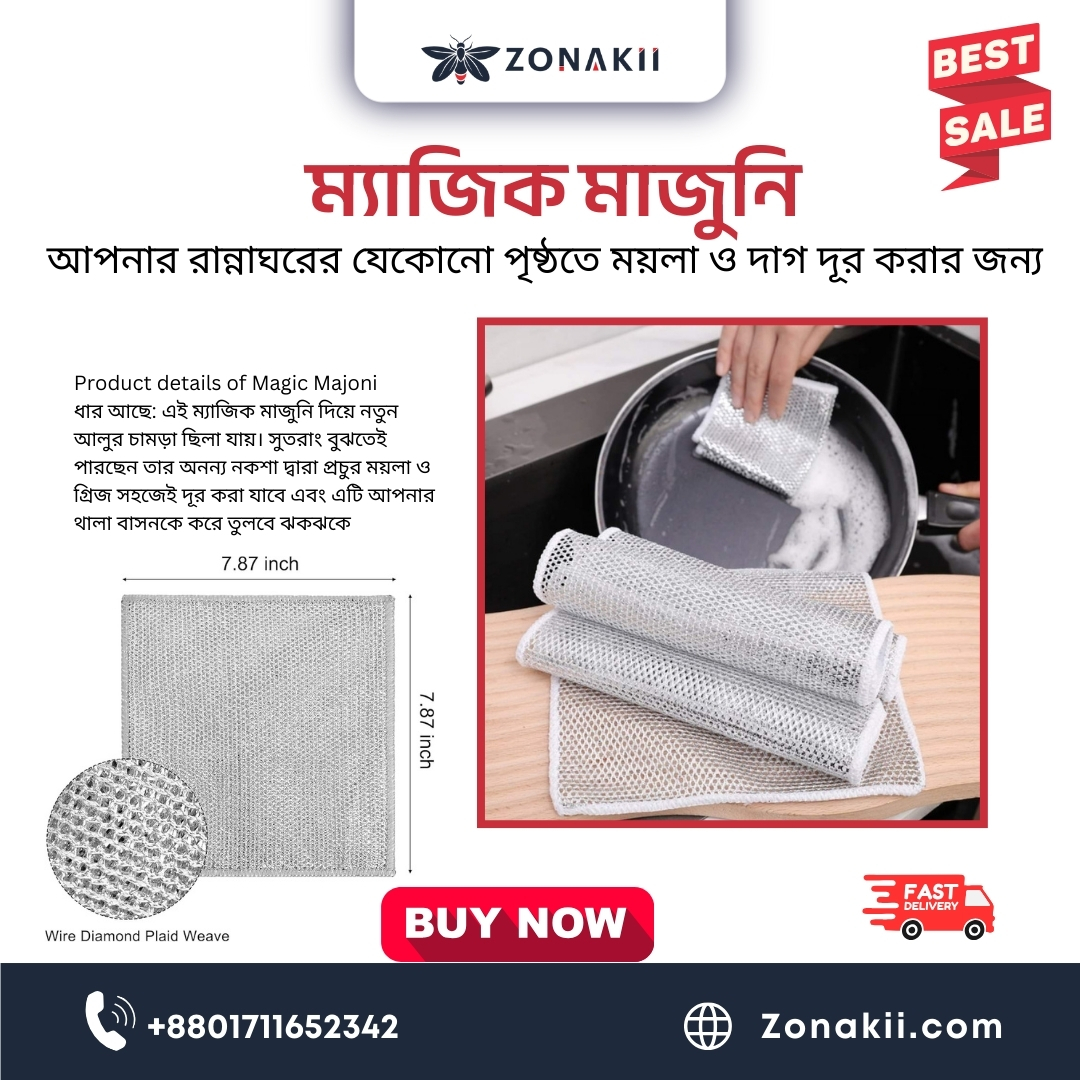 ZONAKII
BEST
SALE
ম্যাজিক মাজুনি
আপনার রান্নাঘরের যেকোনো পৃষ্ঠতে ময়লা ও দাগ দূর করার জন্য
Product details of Magic Majoni
ধার আছে: এই ম্যাজিক মাজুনি দিয়ে নতুন
আলুর চামড়া ছিলা যায়। সুতরাং বুঝতেই
পারছেন তার অনন্য নকশা দ্বারা প্রচুর ময়লা ও
গ্রিজ সহজেই দূর করা যাবে এবং এটি আপনার
থালা বাসনকে করে তুলবে ঝকঝকে
7.87 inch
7.87 inch
Wire Diamond Plaid Weave
BUY NOW
FAST
DELIVERY
+8801711652342
Zonakii.com